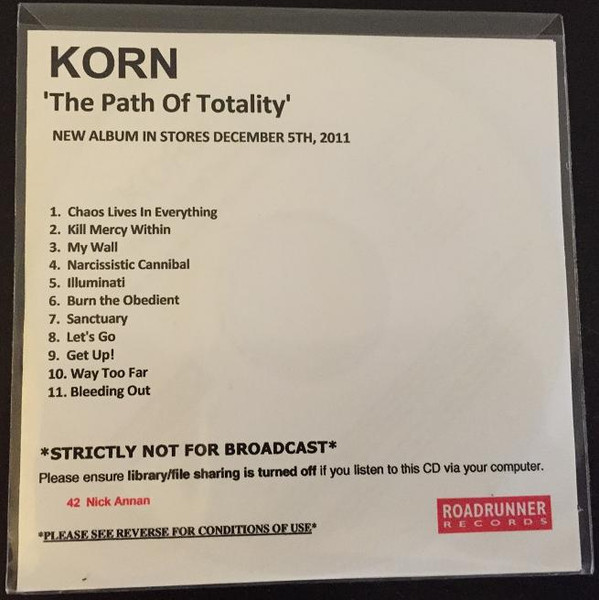 KORN
'The Path Of Totality'
NEW ALBUM IN STORES DECEMBER 5TH, 2011
1. Chaos Lives In Everything
2. Kill Mercy Within
3. My Wall
4. Narcissistic Cannibal
5. Illuminati
6. Burn the Obedient
7. Sanctuary
8. Let's Go
9. Get Up!
10. Way Too Far
11. Bleeding Out
*STRICTLY NOT FOR BROADCAST*
Please ensure library/file sharing is turned off if you listen to this CD via your computer.
42 Nick Annan
*PLEASE SEE REVERSE FOR CONDITIONS OF USE*
ROADRUNNER
RECORDS